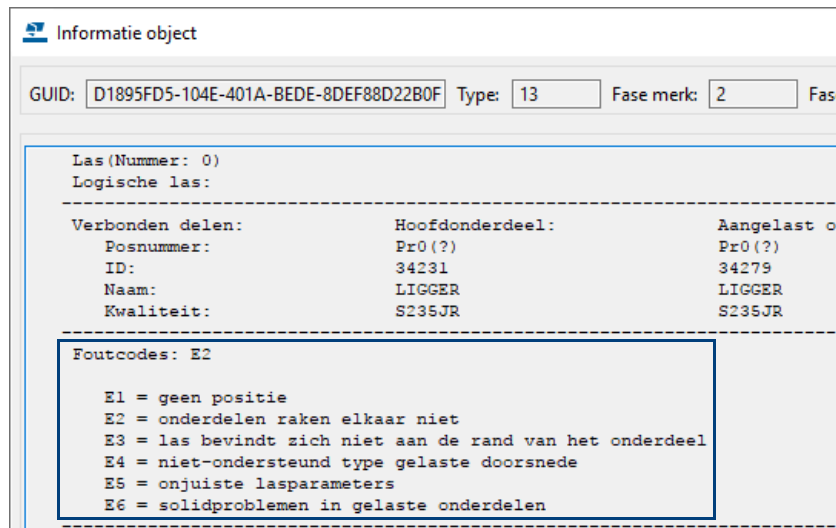 Informatie object
GUID: D1895FD5-104E-401A-BEDE-8DEF88D22B0F Type: 13 Fase merk: 2 Fas
Las(Nummer: 0)
Logische las:
Verbonden delen: Hoofdonderdeel: Aangelast o
Posnummer: Pr0(?) Pr0(?)
ID: 34231 34279
Naam: LIGGER LIGGER
Kwaliteit: S235JR S235JR
Foutcodes: E2
E1 = geen positie
E2 = onderdelen raken elkaar niet
E3 = las bevindt zich niet aan de rand van het onderdeel
E4 = niet-ondersteund type gelaste doorsnede
E5 = onjuiste lasparameters
E6 = solidproblemen in gelaste onderdelen